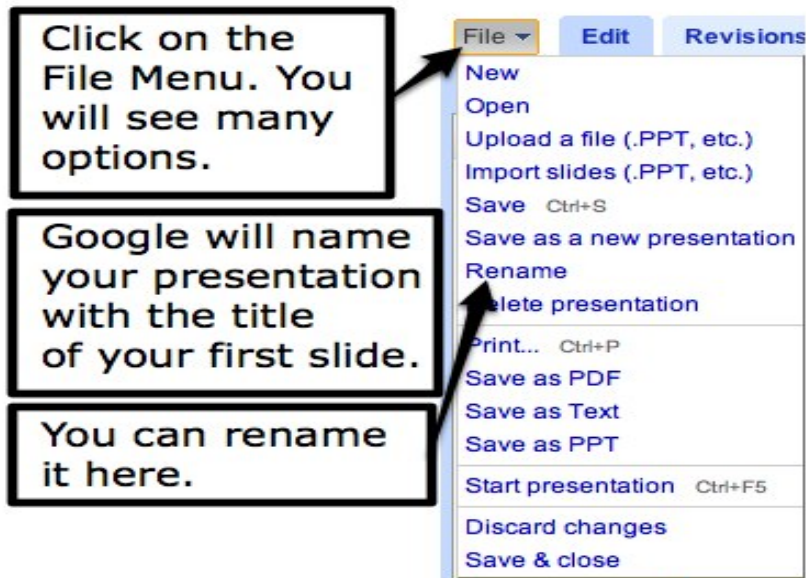 Click on the
File Menu. You
will see many
options.
Google will name
your presentation
with the title
of your first slide.
You can rename
it here.
File Edit Revisions
New
Open
Upload a file (.PPT, etc.)
Import slides (.PPT, etc.)
Save Ctrl+S
Save as a new presentation
Rename
Delete presentation
Print... Ctrl+P
Save as PDF
Save as Text
Save as PPT
Start presentation Ctrl+F5
Discard changes
Save & close